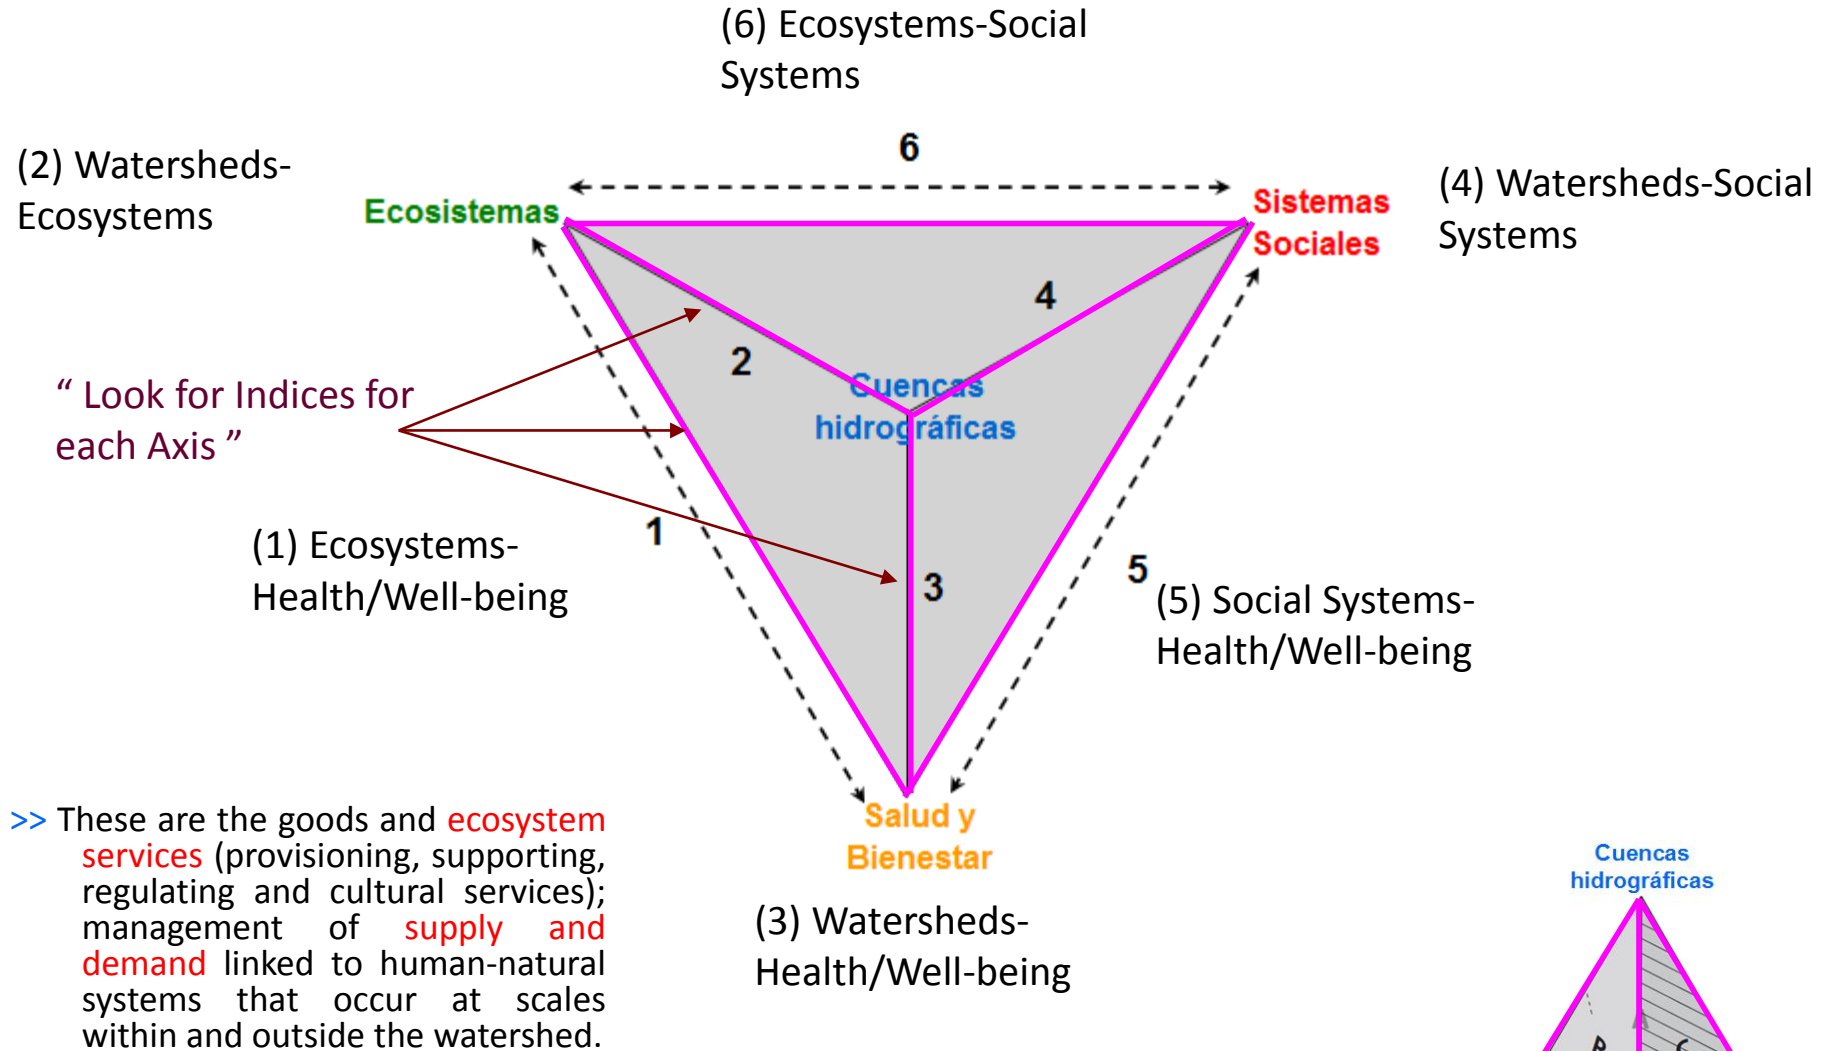 (6) Ecosystems-Social
Systems
6
(2) Watersheds-
Ecosystems
Ecosistemas
Sistemas
Sociales
(4) Watersheds-Social
Systems
4
2
Cuencas
hidrográficas
“ Look for Indices for
each Axis ”
1
(1) Ecosystems-
Health/Well-being
3
5
(5) Social Systems-
Health/Well-being
Salud y
Bienestar
(3) Watersheds-
Health/Well-being
>> These are the goods and ecosystem
services (provisioning, supporting,
regulating and cultural services);
management of supply and
demand linked to human-natural
systems that occur at scales
within and outside the watershed.
Cuencas
hidrográficas